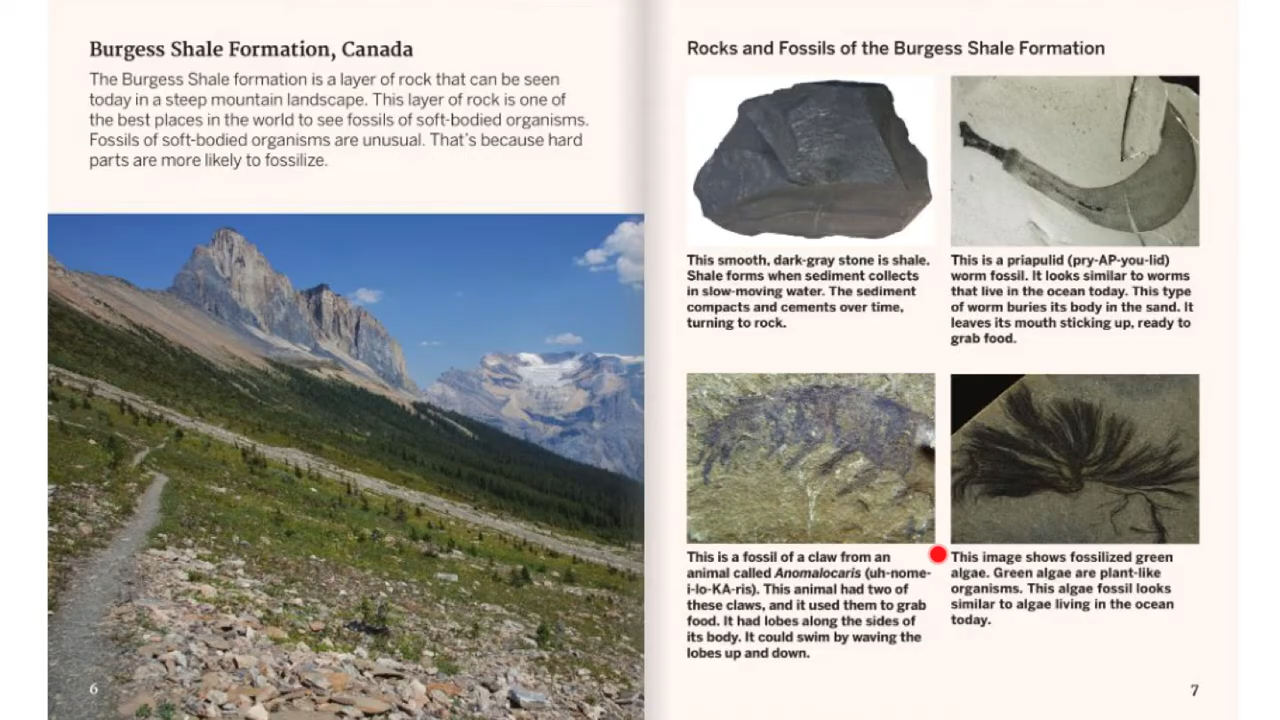 Burgess Shale Formation, Canada
The Burgess Shale formation is a layer of rock that can be seen
today in a steep mountain landscape. This layer of rock is one of
the best places in the world to see fossils of soft-bodied organisms.
Fossils of soft-bodied organisms are unusual. That's because hard
parts are more likely to fossilize.
6
Rocks and Fossils of the Burgess Shale Formation
This smooth, dark-gray stone is shale.
Shale forms when sediment collects
in slow-moving water. The sediment
compacts and cements over time,
turning to rock.
This is a priapulid (pry-AP-you-lid)
worm fossil. It looks similar to worms
that live in the ocean today. This type
of worm buries its body in the sand. It
leaves its mouth sticking up, ready to
grab food.
This is a fossil of a claw from an
animal called Anomalocaris (uh-nome-
i-lo-KA-ris). This animal had two of
these claws, and it used them to grab
food. It had lobes along the sides of
its body. It could swim by waving the
lobes up and down.
This image shows fossilized green
algae. Green algae are plant-like
organisms. This algae fossil looks
similar to algae living in the ocean
today.
7